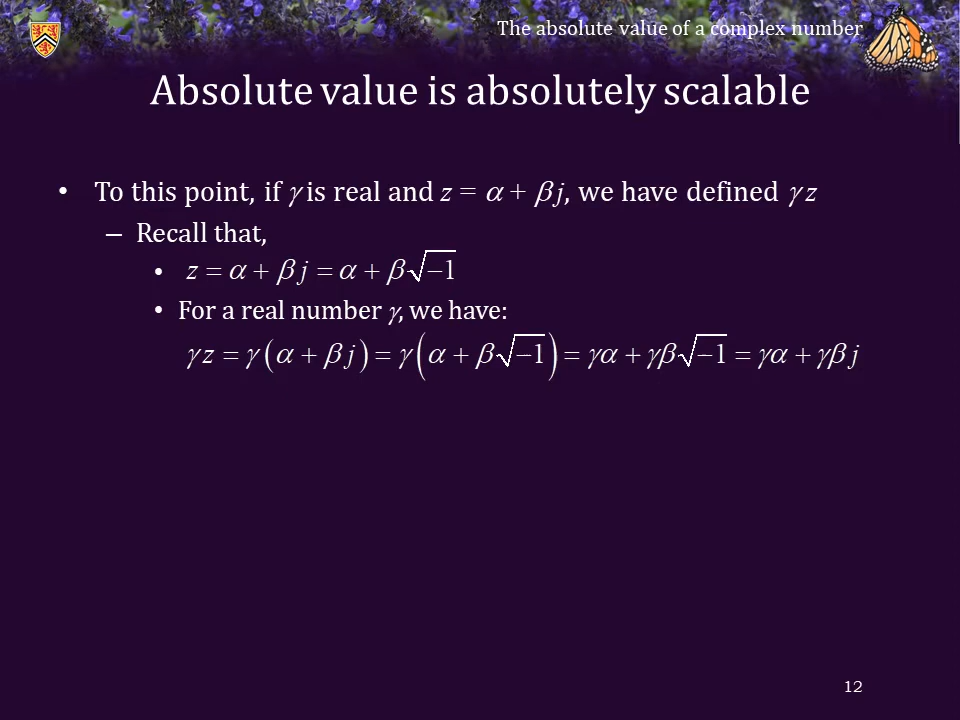 The absolute value of a complex number
Absolute value is absolutely scalable
• To this point, if γ is real and z = α + β j, we have defined γ z
– Recall that,
• z = α + β j = α + β√−1
• For a real number γ, we have:
γ z = γ (α + β j) = γ (α + β√−1) = γα + γβ√−1 = γα + γβ j
12